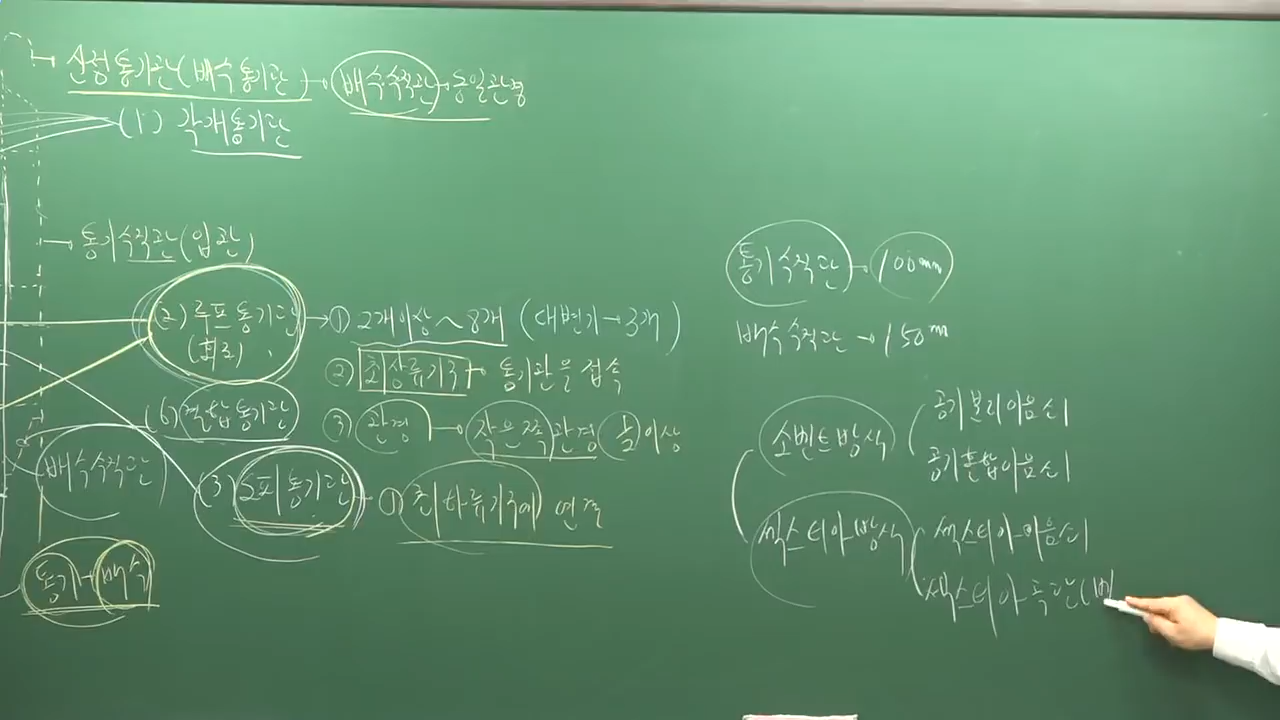 신정통기관(배수통기관) → 배수수직관 → 동일관경
(1) 각개통기관
통기수직관(입관)
(2) 루프통기관 → ① 2개이상~8개 (대변기→3개)
(회로)
② 최상류기구 → 통기관을 접속
③ 관경 → 작은쪽 관경 ½ 이상
(6) 결합통기관
배수수직관
(3) 도피통기관 ① 최하류기구에 연결
통기 배수
통기수직관 → 100mm
배수수직관 → 150m
소벤트방식
공기분리이음쇠
공기혼합이음쇠
섹스티아방식
섹스티아이음쇠
섹스티아곡관(